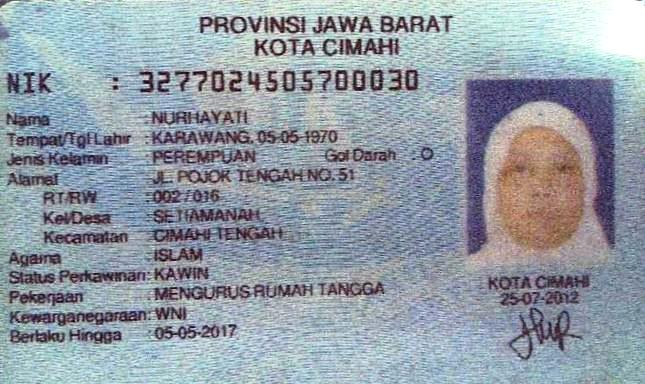 PROVINSI JAWA BARAT
KOTA CIMAHI
NIK : 3277024505700030
Nama : NURHAYATI
Tempat/Tgl Lahir : KARAWANG, 05-05-1970
Jenis Kelamin : PEREMPUAN Gol Darah : O
Alamat : JL. POJOK TENGAH NO. 51
RT/RW : 002 / 016
Kel/Desa : SETIAMANAH
Kecamatan : CIMAHI TENGAH
Agama : ISLAM
Status Perkawinan: KAWIN
Pekerjaan : MENGURUS RUMAH TANGGA
Kewarganegaraan: WNI
Berlaku Hingga : 05-05-2017
KOTA CIMAHI
25-07-2012